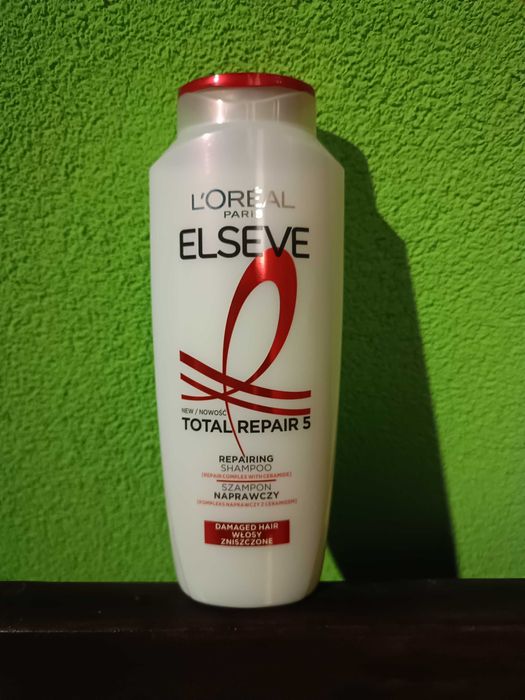 L'ORÉAL
PARIS
ELSEVE
NEW / NOWOŚĆ
TOTAL REPAIR 5
REPAIRING
SHAMPOO
[REPAIR COMPLEX WITH CERAMIDE]
SZAMPON
NAPRAWCZY
[KOMPLEKS NAPRAWCZY Z CERAMIDEM]
DAMAGED HAIR
WŁOSY
ZNISZCZONE